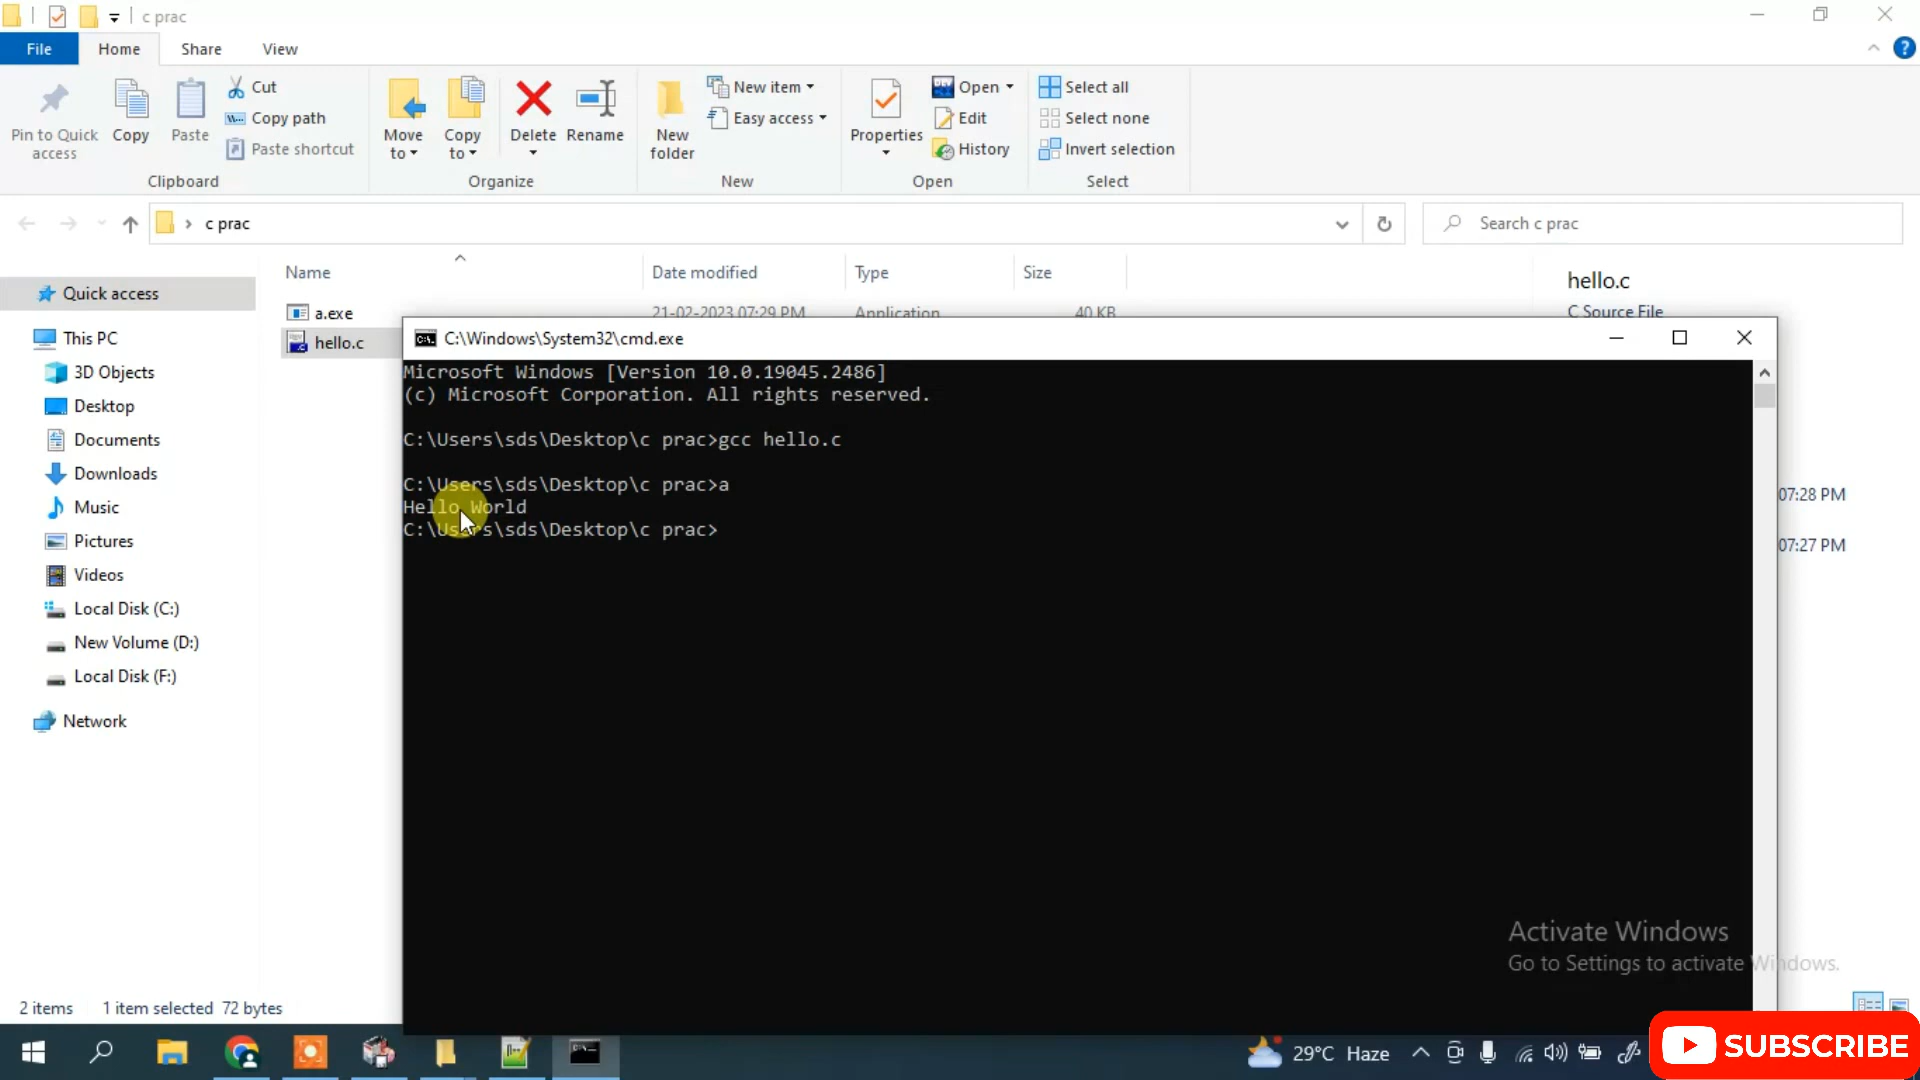 c prac
File Home Share View
Pin to Quick access
Copy
Paste
Cut
Copy path
Paste shortcut
Clipboard
Move to
Copy to
Delete
Rename
Organize
New folder
New item
Easy access
New
Properties
Open
Edit
History
Open
Select all
Select none
Invert selection
Select
c prac
Search c prac
Name Date modified Type Size
a.exe 21-02-2023 07:29 PM Application 40 KB
hello.c
Quick access
This PC
3D Objects
Desktop
Documents
Downloads
Music
Pictures
Videos
Local Disk (C:)
New Volume (D:)
Local Disk (F:)
Network
hello.c
C Source File
07:28 PM
07:27 PM
C:\Windows\System32\cmd.exe
Microsoft Windows [Version 10.0.19045.2486]
(c) Microsoft Corporation. All rights reserved.
C:\Users\sds\Desktop\c prac>gcc hello.c
C:\Users\sds\Desktop\c prac>a
Hello World
C:\Users\sds\Desktop\c prac>
Activate Windows
Go to Settings to activate Windows.
2 items 1 item selected 72 bytes
29°C Haze
SUBSCRIBE